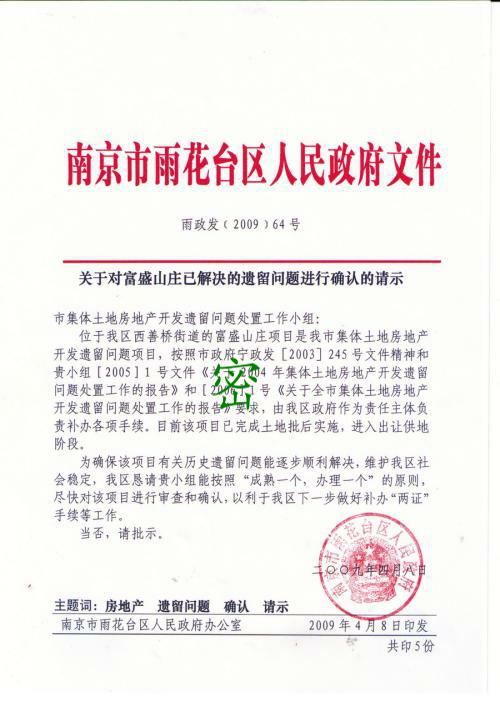 南京市雨花台区人民政府文件
雨政发﹝2009﹞64号
关于对富盛山庄已解决的遗留问题进行确认的请示
市集体土地房地产开发遗留问题处置工作小组:
位于我区西善桥街道的富盛山庄项目是我市集体土地房地产
开发遗留问题项目,按照市政府宁政发[2003]245号文件精神和
贵小组[2005]1号文件《关 2004年集体土地房地产开发遗留
问题处置工作的报告》和[2 1号《关于全市集体土地房地产
开发遗留问题处置工作的报告》要求,由我区政府作为责任主体负
责补办各项手续。目前该项目已完成土地批后实施,进入出让供地
阶段。
为确保该项目有关历史遗留问题能逐步顺利解决,维护我区社
会稳定,我区恳请贵小组能按照“成熟一个,办理一个”的原则,
尽快对该项目进行审查和确认,以利于我区下一步做好补办“两证”
手续等工作。
当否,请批示。
密
二〇〇九年四月八日
南京市雨花台区人民政府
主题词:房地产 遗留问题 确认 请示
南京市雨花台区人民政府办公室 2009年4月8日印发
共印5份